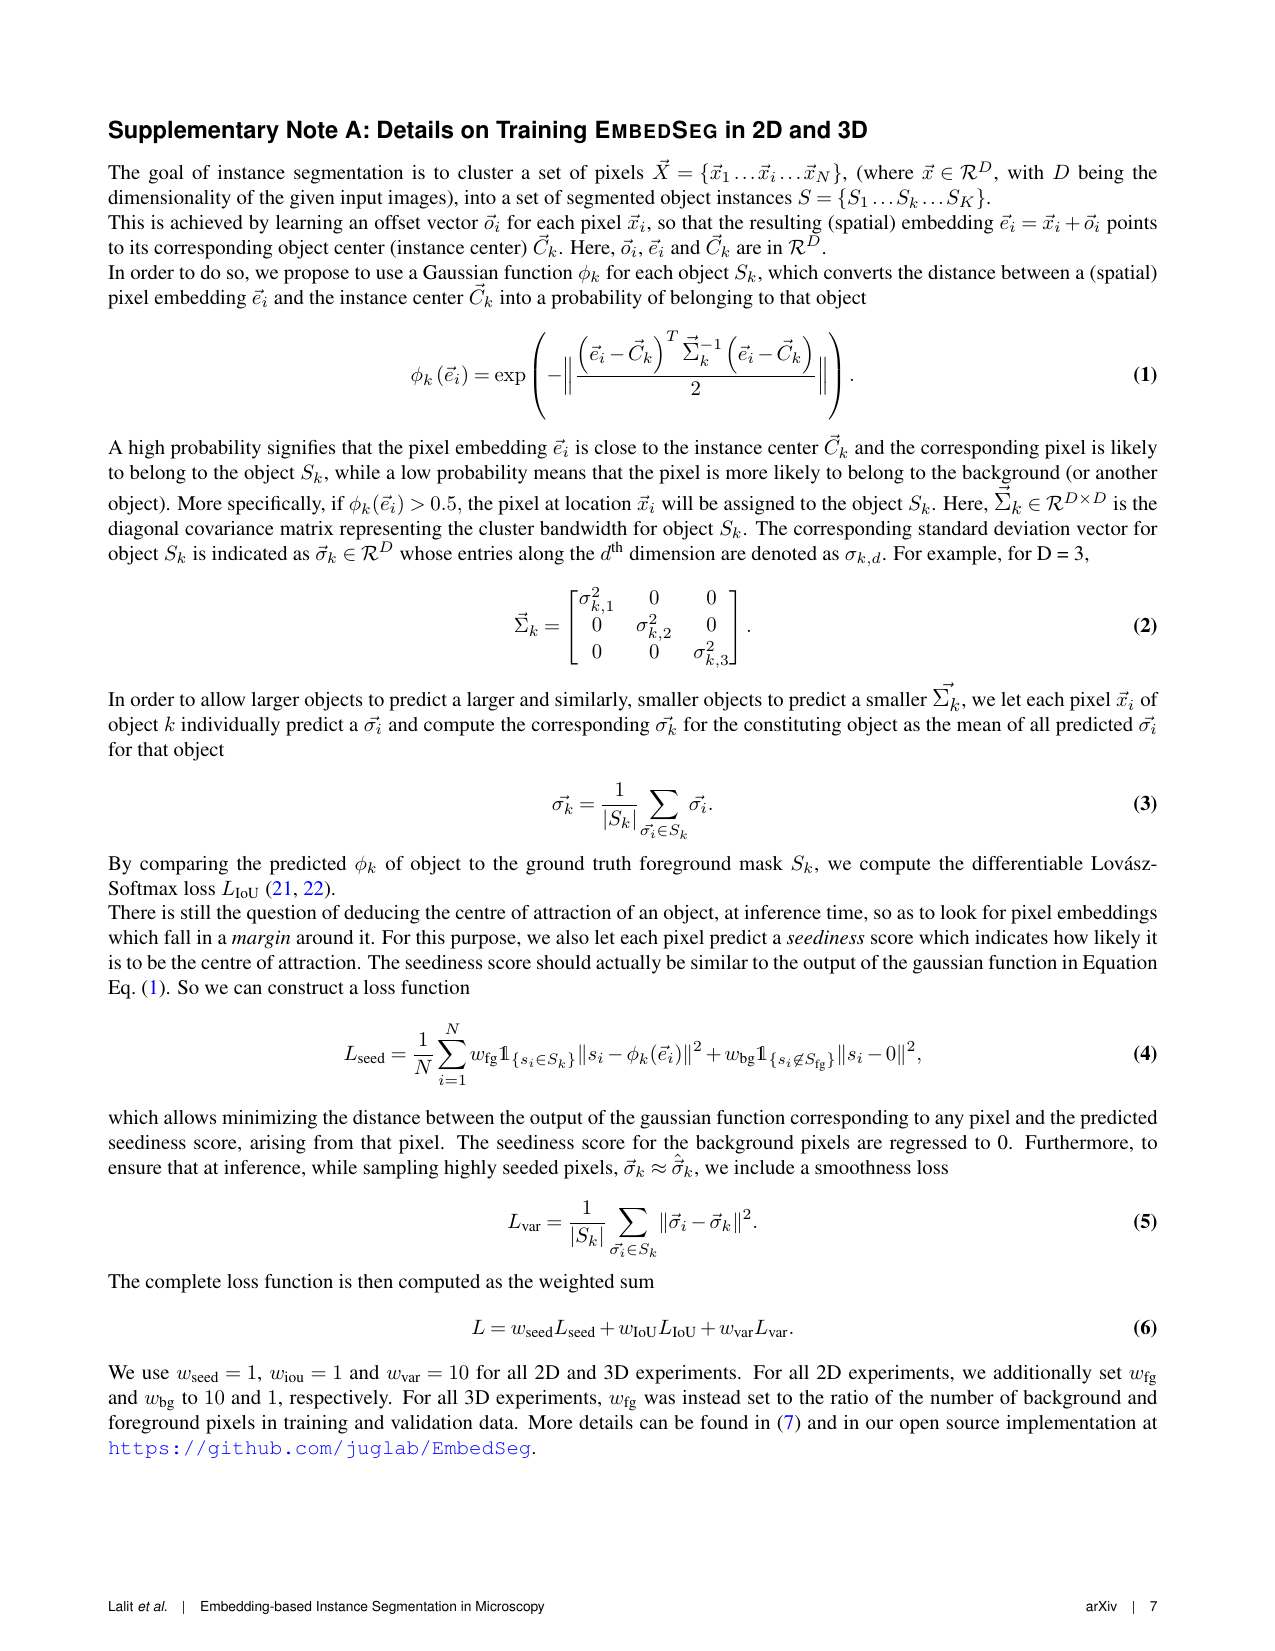 Supplementary Note A: Details on Training EMBEDSEG in 2D and 3D
The goal of instance segmentation is to cluster a set of pixels $\vec{X} = \{\vec{x}_1 \ldots \vec{x}_i \ldots \vec{x}_N\}$, (where $\vec{x} \in \mathcal{R}^D$, with $D$ being the
dimensionality of the given input images), into a set of segmented object instances $S = \{S_1 \ldots S_k \ldots S_K\}$.
This is achieved by learning an offset vector $\vec{o}_i$ for each pixel $\vec{x}_i$, so that the resulting (spatial) embedding $\vec{e}_i = \vec{x}_i + \vec{o}_i$ points
to its corresponding object center (instance center) $\vec{C}_k$. Here, $\vec{o}_i$, $\vec{e}_i$ and $\vec{C}_k$ are in $\mathcal{R}^D$.
In order to do so, we propose to use a Gaussian function $\phi_k$ for each object $S_k$, which converts the distance between a (spatial)
pixel embedding $\vec{e}_i$ and the instance center $\vec{C}_k$ into a probability of belonging to that object
$\phi_k(\vec{e}_i) = \exp\left(-\left\|\frac{\left(\vec{e}_i - \vec{C}_k\right)^T \vec{\Sigma}_k^{-1} \left(\vec{e}_i - \vec{C}_k\right)}{2}\right\|\right).$ (1)
A high probability signifies that the pixel embedding $\vec{e}_i$ is close to the instance center $\vec{C}_k$ and the corresponding pixel is likely
to belong to the object $S_k$, while a low probability means that the pixel is more likely to belong to the background (or another
object). More specifically, if $\phi_k(\vec{e}_i) > 0.5$, the pixel at location $\vec{x}_i$ will be assigned to the object $S_k$. Here, $\vec{\Sigma}_k \in \mathcal{R}^{D \times D}$ is the
diagonal covariance matrix representing the cluster bandwidth for object $S_k$. The corresponding standard deviation vector for
object $S_k$ is indicated as $\vec{\sigma}_k \in \mathcal{R}^D$ whose entries along the $d^{\text{th}}$ dimension are denoted as $\sigma_{k,d}$. For example, for D = 3,
$\vec{\Sigma}_k = \begin{bmatrix} \sigma_{k,1}^2 & 0 & 0 \\ 0 & \sigma_{k,2}^2 & 0 \\ 0 & 0 & \sigma_{k,3}^2 \end{bmatrix}.$ (2)
In order to allow larger objects to predict a larger and similarly, smaller objects to predict a smaller $\vec{\Sigma_k}$, we let each pixel $\vec{x}_i$ of
object $k$ individually predict a $\vec{\sigma_i}$ and compute the corresponding $\vec{\sigma_k}$ for the constituting object as the mean of all predicted $\vec{\sigma_i}$
for that object
$\vec{\sigma_k} = \frac{1}{|S_k|} \sum_{\vec{\sigma_i} \in S_k} \vec{\sigma_i}.$ (3)
By comparing the predicted $\phi_k$ of object to the ground truth foreground mask $S_k$, we compute the differentiable Lovász-
Softmax loss $L_{\text{IoU}}$ (21, 22).
There is still the question of deducing the centre of attraction of an object, at inference time, so as to look for pixel embeddings
which fall in a margin around it. For this purpose, we also let each pixel predict a seediness score which indicates how likely it
is to be the centre of attraction. The seediness score should actually be similar to the output of the gaussian function in Equation
Eq. (1). So we can construct a loss function
$L_{\text{seed}} = \frac{1}{N} \sum_{i=1}^{N} w_{\text{fg}} \mathbb{1}_{\{s_i \in S_k\}} \|s_i - \phi_k(\vec{e}_i)\|^2 + w_{\text{bg}} \mathbb{1}_{\{s_i \notin S_{\text{fg}}\}} \|s_i - 0\|^2,$ (4)
which allows minimizing the distance between the output of the gaussian function corresponding to any pixel and the predicted
seediness score, arising from that pixel. The seediness score for the background pixels are regressed to 0. Furthermore, to
ensure that at inference, while sampling highly seeded pixels, $\vec{\sigma}_k \approx \hat{\vec{\sigma}}_k$, we include a smoothness loss
$L_{\text{var}} = \frac{1}{|S_k|} \sum_{\vec{\sigma_i} \in S_k} \|\vec{\sigma}_i - \vec{\sigma}_k\|^2.$ (5)
The complete loss function is then computed as the weighted sum
$L = w_{\text{seed}} L_{\text{seed}} + w_{\text{IoU}} L_{\text{IoU}} + w_{\text{var}} L_{\text{var}}.$ (6)
We use $w_{\text{seed}} = 1$, $w_{\text{iou}} = 1$ and $w_{\text{var}} = 10$ for all 2D and 3D experiments. For all 2D experiments, we additionally set $w_{\text{fg}}$
and $w_{\text{bg}}$ to 10 and 1, respectively. For all 3D experiments, $w_{\text{fg}}$ was instead set to the ratio of the number of background and
foreground pixels in training and validation data. More details can be found in (7) and in our open source implementation at
https://github.com/juglab/EmbedSeg.
Lalit et al. | Embedding-based Instance Segmentation in Microscopy arXiv | 7